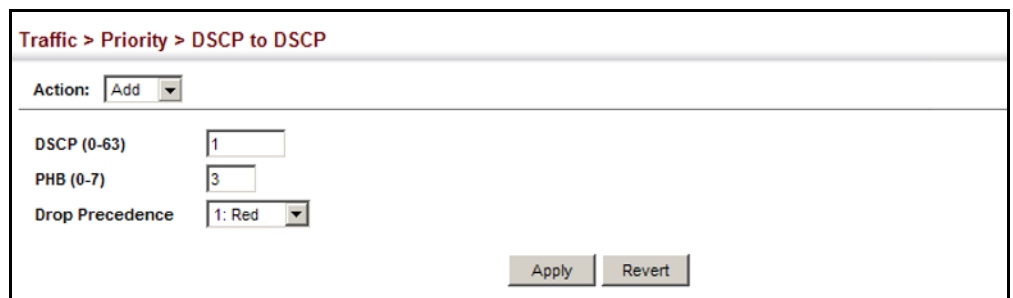 Traffic > Priority > DSCP to DSCP
Action: Add
DSCP (0-63) 1
PHB (0-7) 3
Drop Precedence 1: Red
Apply Revert